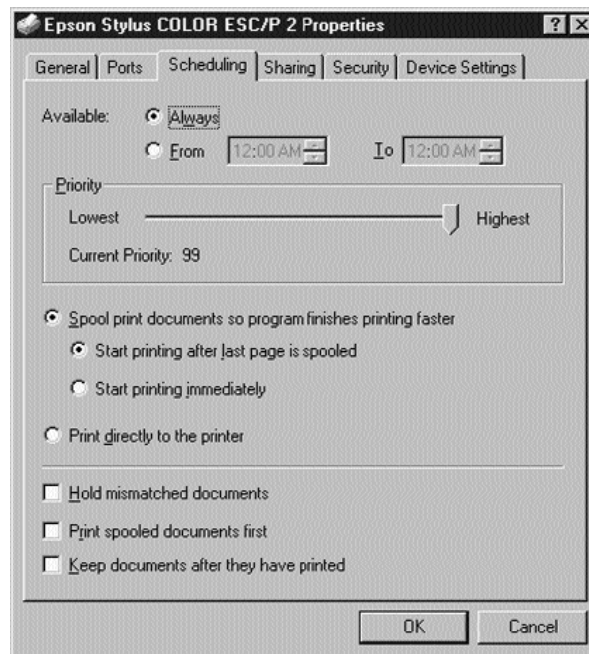 Epson Stylus COLOR ESC/P 2 Properties
General Ports Scheduling Sharing Security Device Settings
Available: Always
From 12:00 AM To 12:00 AM
Priority
Lowest Highest
Current Priority: 99
Spool print documents so program finishes printing faster
Start printing after last page is spooled
Start printing immediately
Print directly to the printer
Hold mismatched documents
Print spooled documents first
Keep documents after they have printed
OK Cancel